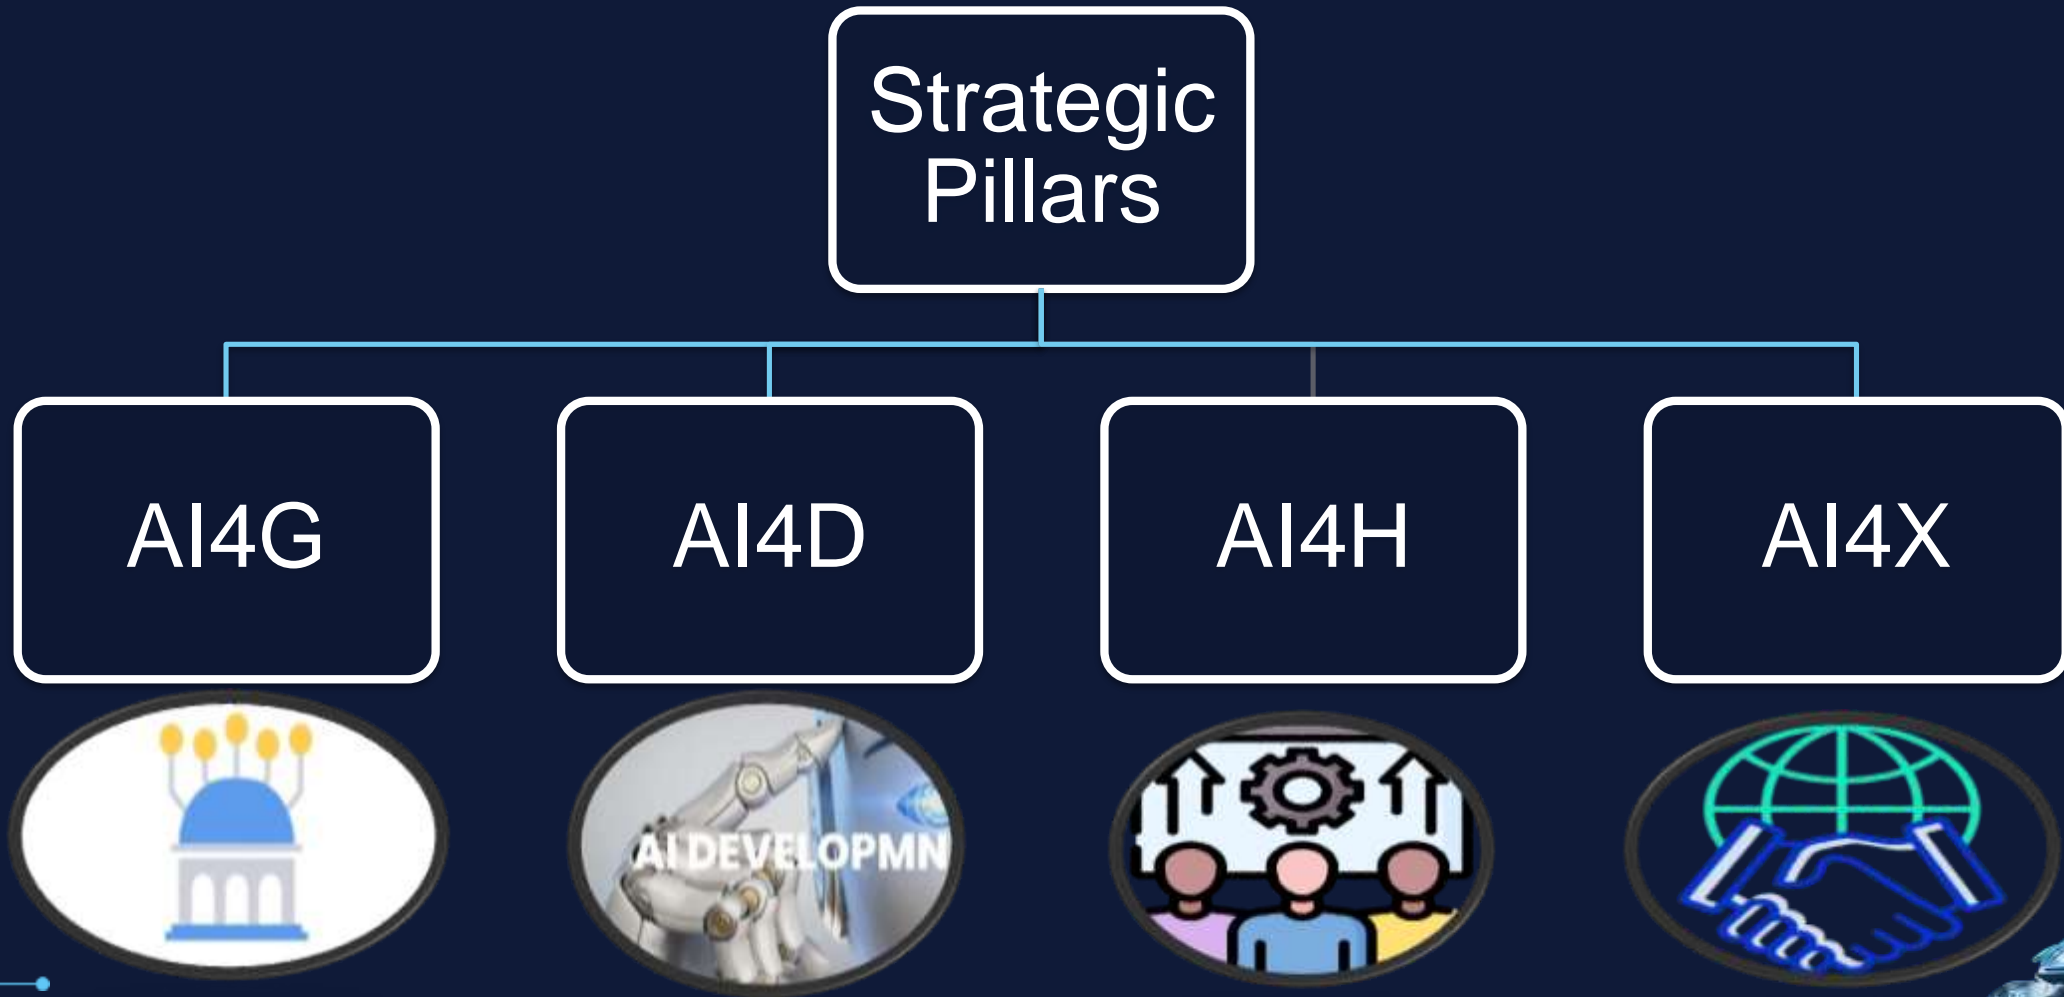 Strategic
Pillars
AI4G
AI4D
AI4H
AI4X
AI DEVELOPMN